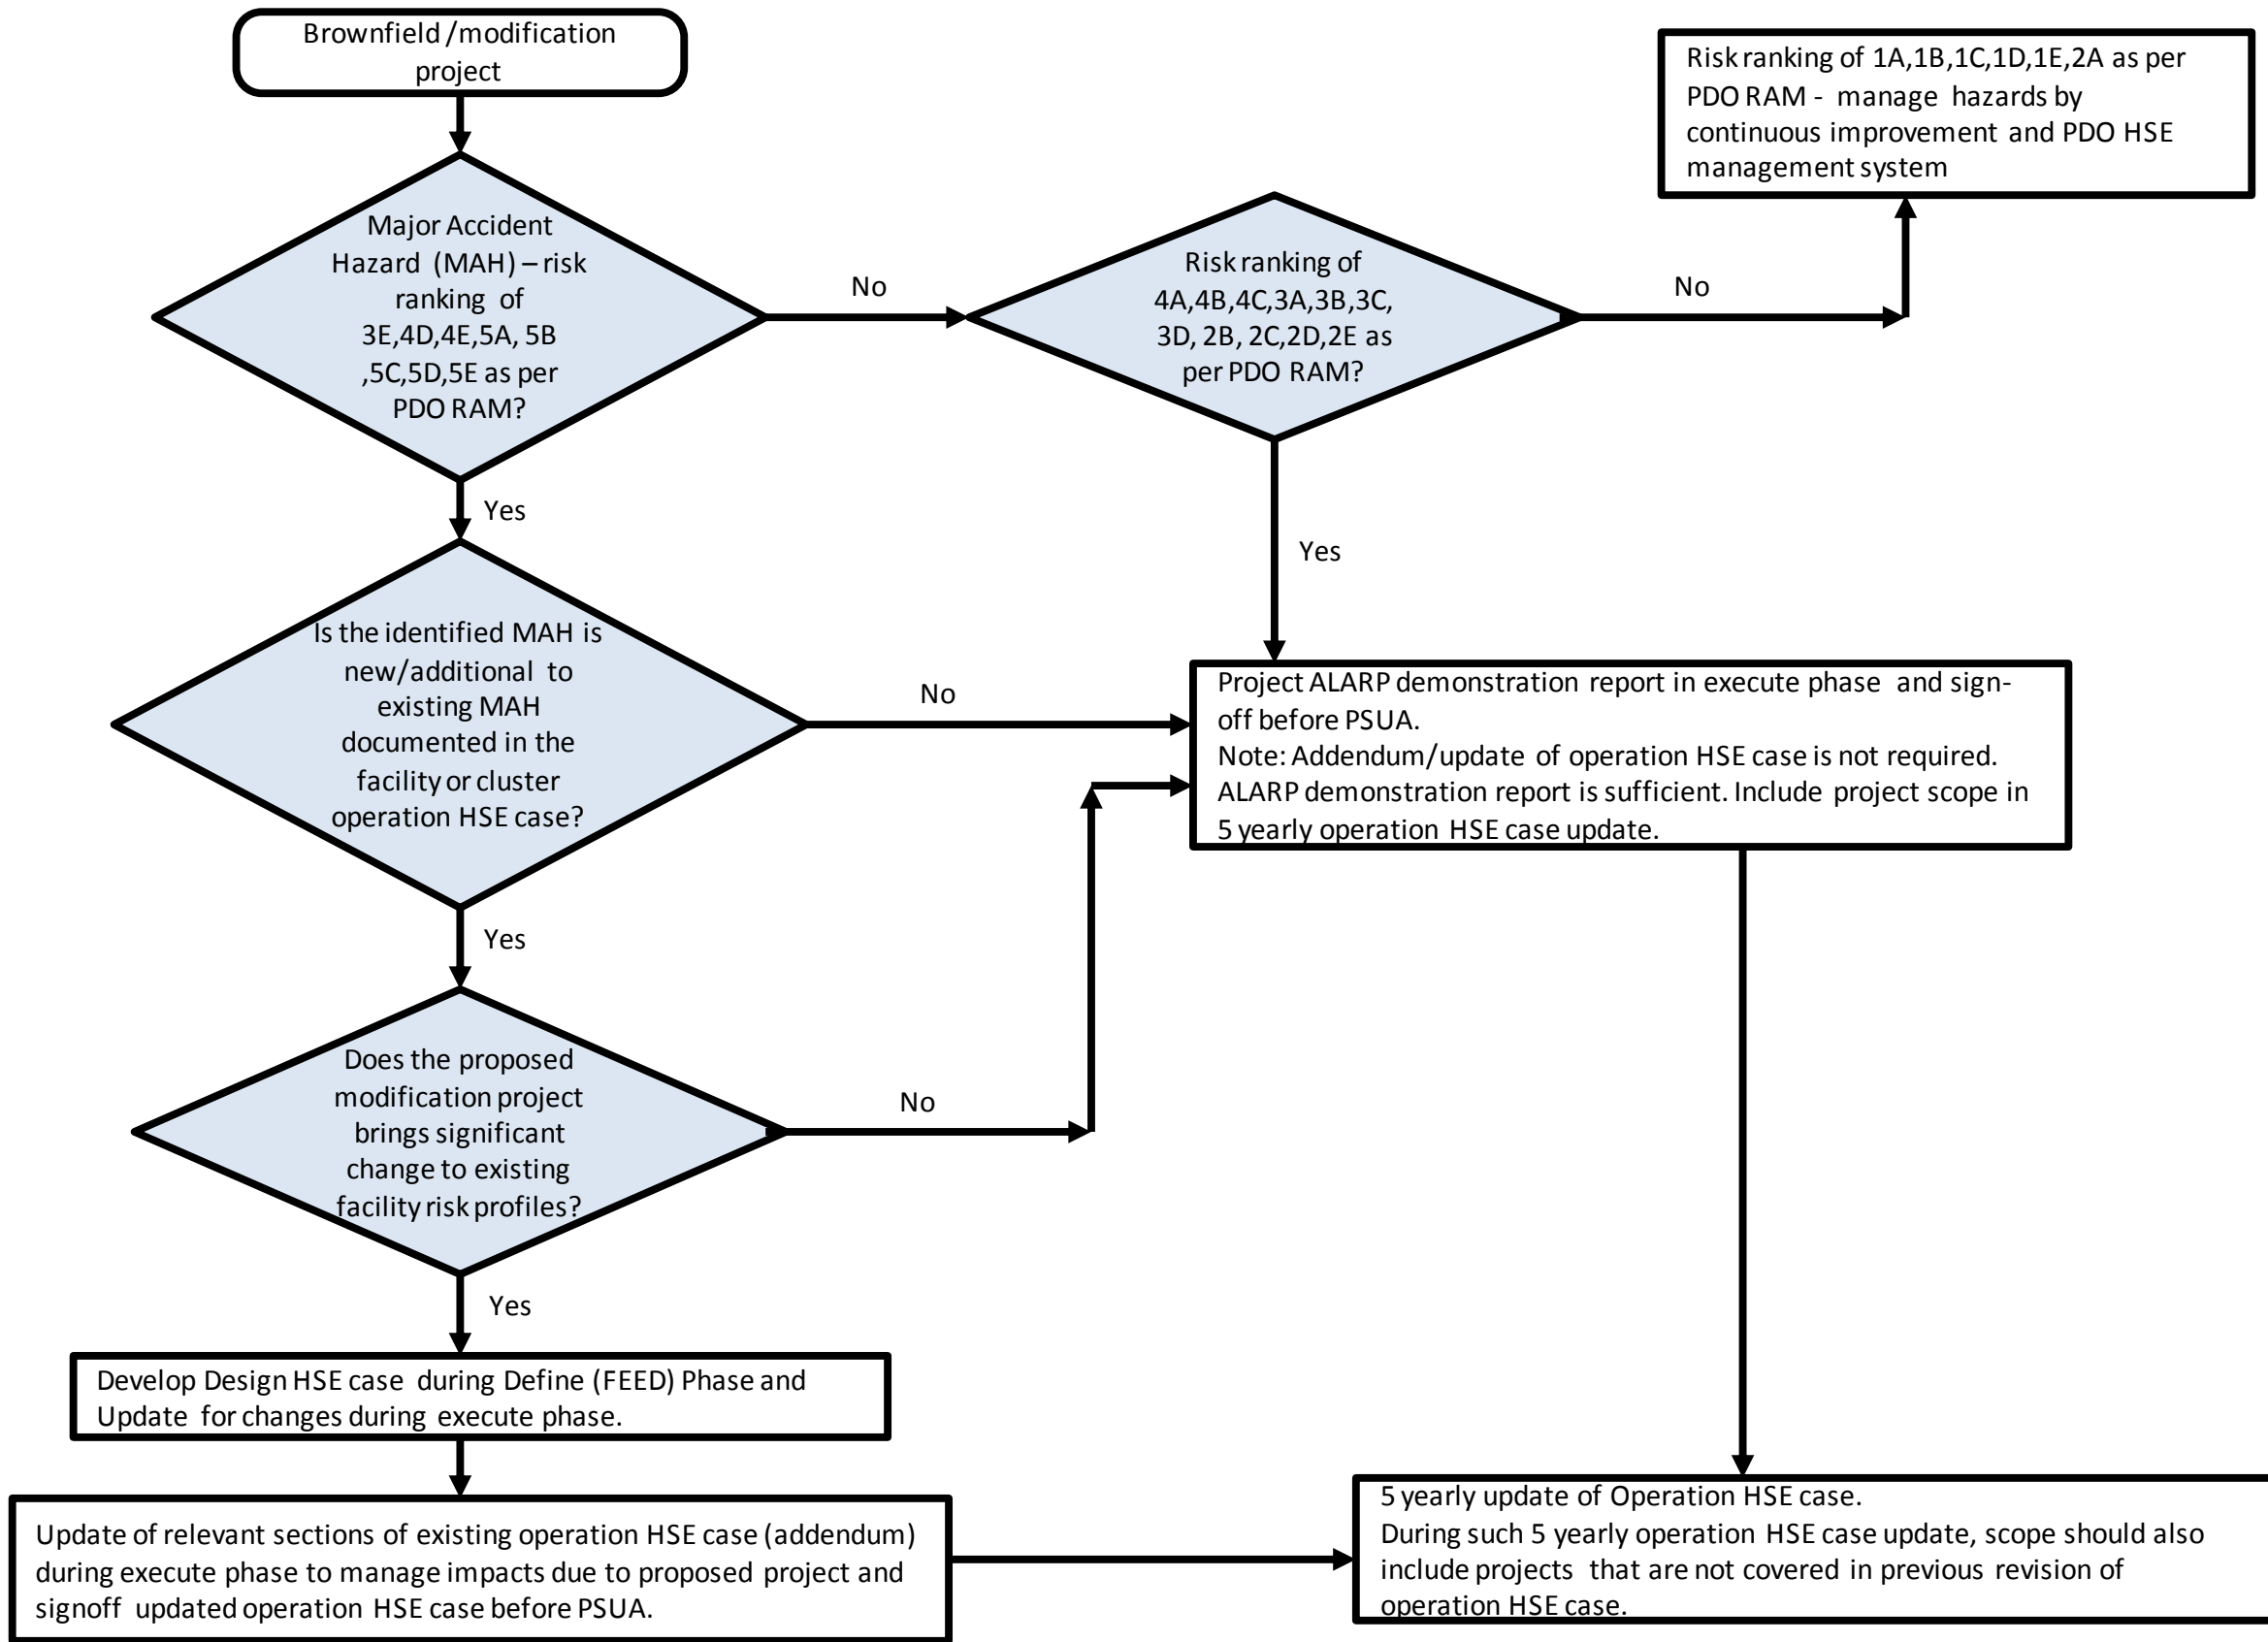 Brownfield /modification
project
Risk ranking of 1A,1B,1C,1D,1E,2A as per
PDO RAM - manage hazards by
continuous improvement and PDO HSE
management system
Major Accident
Hazard (MAH) – risk
ranking of
3E,4D,4E,5A, 5B
,5C,5D,5E as per
PDO RAM?
No
Risk ranking of
4A,4B,4C,3A,3B,3C,
3D, 2B, 2C,2D,2E as
per PDO RAM?
No
Yes
Yes
Is the identified MAH is
new/additional to
existing MAH
documented in the
facility or cluster
operation HSE case?
No
Project ALARP demonstration report in execute phase and sign-
off before PSUA.
Note: Addendum/update of operation HSE case is not required.
ALARP demonstration report is sufficient. Include project scope in
5 yearly operation HSE case update.
Yes
Does the proposed
modification project
brings significant
change to existing
facility risk profiles?
No
Yes
Develop Design HSE case during Define (FEED) Phase and
Update for changes during execute phase.
Update of relevant sections of existing operation HSE case (addendum)
during execute phase to manage impacts due to proposed project and
signoff updated operation HSE case before PSUA.
5 yearly update of Operation HSE case.
During such 5 yearly operation HSE case update, scope should also
include projects that are not covered in previous revision of
operation HSE case.